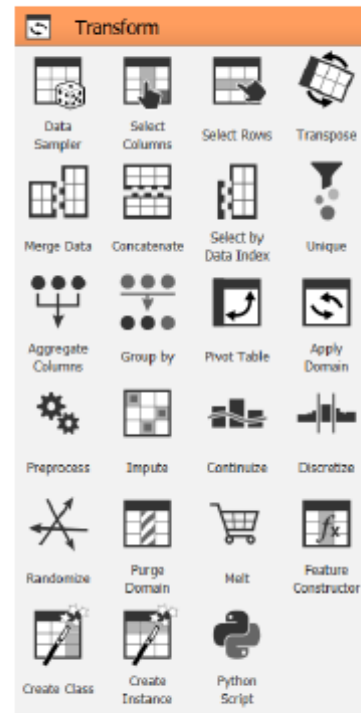 Transform
Data
Sampler
Select
Columns
Select Rows
Transpose
Merge Data
Concatenate
Select by
Data Index
Unique
Aggregate
Columns
Group by
Pivot Table
Apply
Domain
Preprocess
Impute
Continuize
Discretize
Randomize
Purge
Domain
Melt
fx
Feature
Constructor
Create Class
Create
Instance
Python
Script